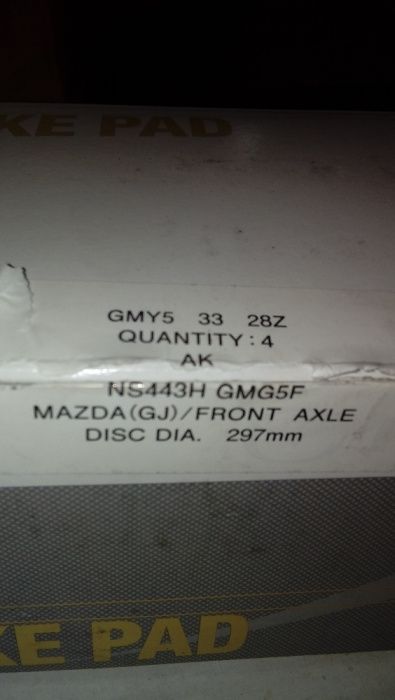 KE PAD
GMY5 33 28Z
QUANTITY : 4
AK
NS443H GMG5F
MAZDA(GJ)/FRONT AXLE
DISC DIA. 297mm
KE PAD